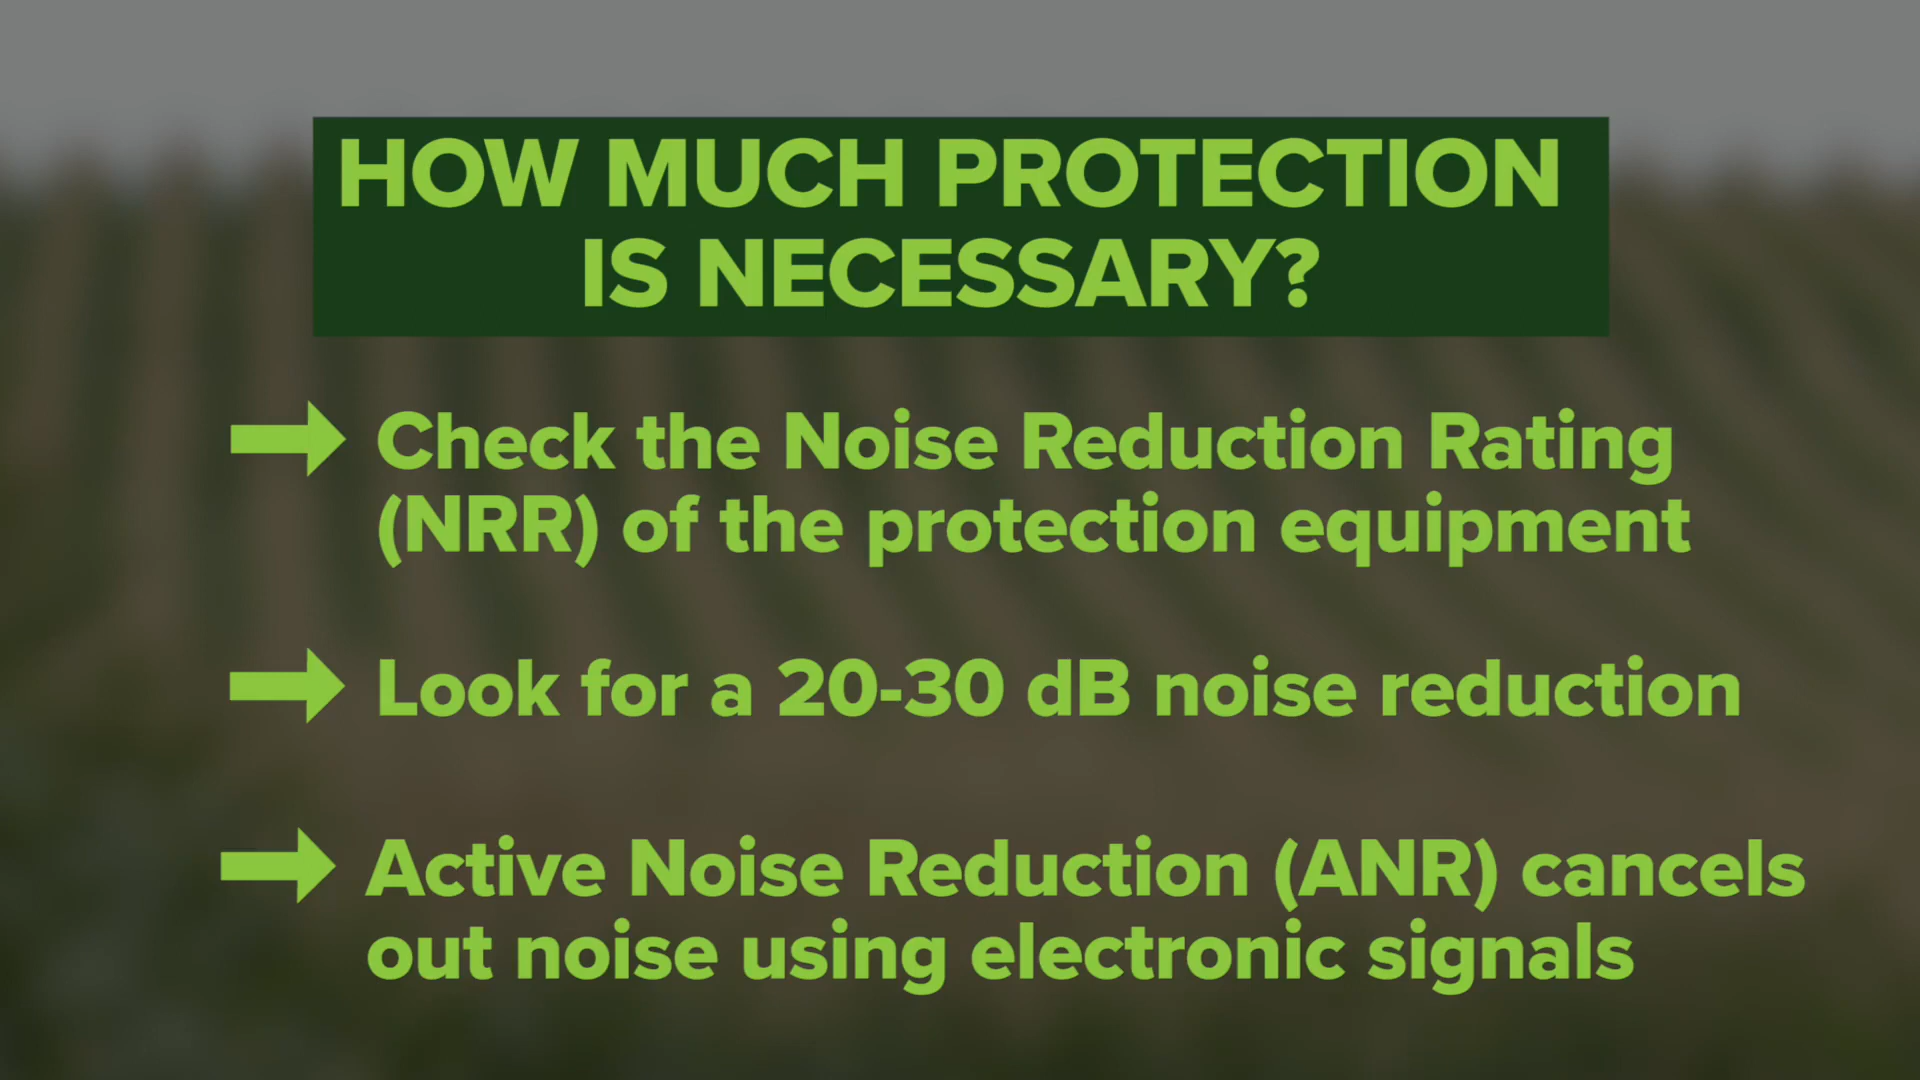 HOW MUCH PROTECTION
IS NECESSARY?
Check the Noise Reduction Rating
(NRR) of the protection equipment
Look for a 20-30 dB noise reduction
Active Noise Reduction (ANR) cancels
out noise using electronic signals